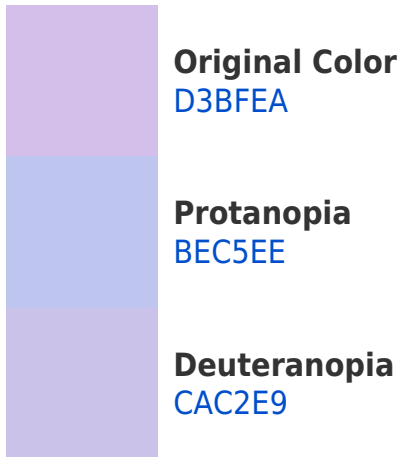 Original Color
D3BFEA
Protanopia
BEC5EE
Deuteranopia
CAC2E9